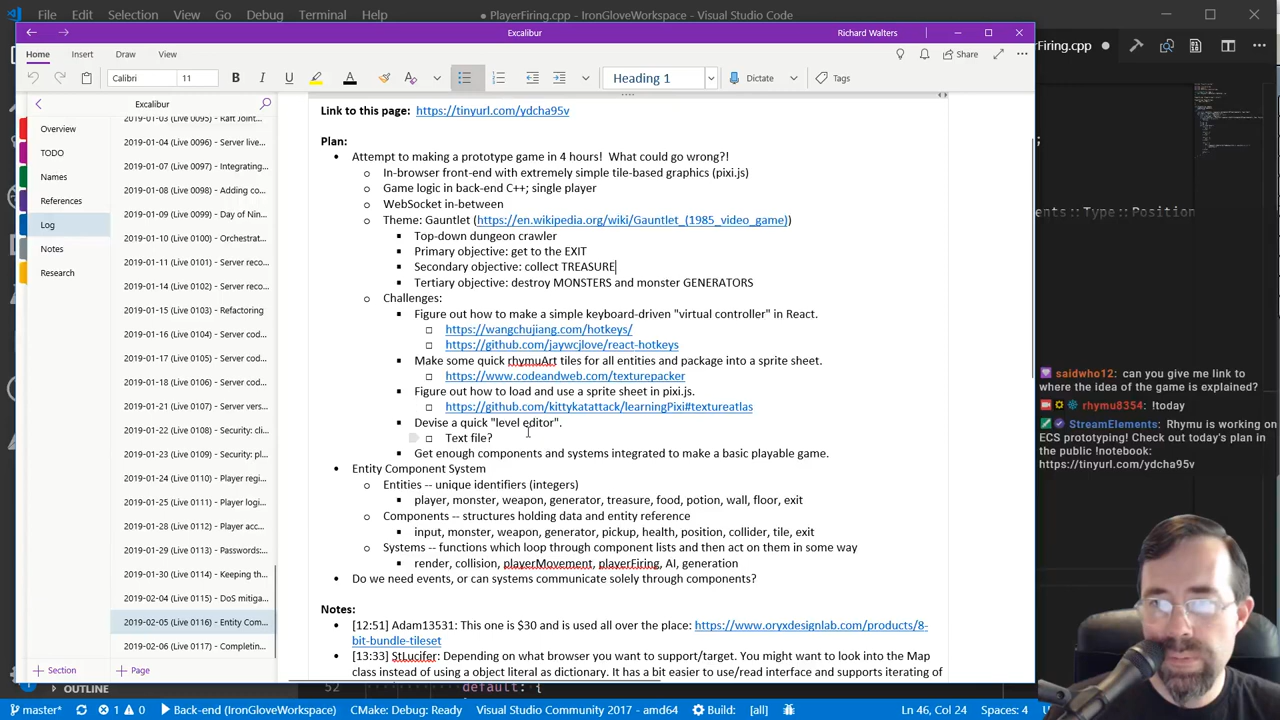 File Edit Selection View Go Debug Terminal Help
PlayerFiring.cpp - IronGloveWorkspace - Visual Studio Code
Excalibur
Richard Walters
Home Insert Draw View
Share
Calibri 11 B I U A Heading 1 Dictate Tags
Excalibur
Overview
TODO
Names
References
Log
Notes
Research
2019-01-03 (Live 0095) - Raft Joint...
2019-01-04 (Live 0096) - Server live...
2019-01-07 (Live 0097) - Integrating...
2019-01-08 (Live 0098) - Adding co...
2019-01-09 (Live 0099) - Day of Nin...
2019-01-10 (Live 0100) - Orchestrat...
2019-01-11 (Live 0101) - Server reco...
2019-01-14 (Live 0102) - Server reco...
2019-01-15 (Live 0103) - Refactoring
2019-01-16 (Live 0104) - Server cod...
2019-01-17 (Live 0105) - Server cod...
2019-01-18 (Live 0106) - Server cod...
2019-01-21 (Live 0107) - Server cod...
2019-01-22 (Live 0108) - Security: cli...
2019-01-23 (Live 0109) - Security: pl...
2019-01-24 (Live 0110) - Player regi...
2019-01-25 (Live 0111) - Player logi...
2019-01-28 (Live 0112) - Player acc...
2019-01-29 (Live 0113) - Passwords:...
2019-01-30 (Live 0114) - Keeping th...
2019-02-04 (Live 0115) - DoS mitiga...
2019-02-05 (Live 0116) - Entity Com...
2019-02-06 (Live 0117) - Completin...
Section
Page
Link to this page: https://tinyurl.com/ydcha95v
Plan:
Attempt to making a prototype game in 4 hours! What could go wrong?!
In-browser front-end with extremely simple tile-based graphics (pixi.js)
Game logic in back-end C++; single player
WebSocket in-between
Theme: Gauntlet (https://en.wikipedia.org/wiki/Gauntlet_(1985_video_game))
Top-down dungeon crawler
Primary objective: get to the EXIT
Secondary objective: collect TREASURE
Tertiary objective: destroy MONSTERS and monster GENERATORS
Challenges:
Figure out how to make a simple keyboard-driven "virtual controller" in React.
https://wangchujiang.com/hotkeys/
https://github.com/jaywcjlove/react-hotkeys
Make some quick rhymuArt tiles for all entities and package into a sprite sheet.
https://www.codeandweb.com/texturepacker
Figure out how to load and use a sprite sheet in pixi.js.
https://github.com/kittykatattack/learningPixi#textureatlas
Devise a quick "level editor".
Text file?
Get enough components and systems integrated to make a basic playable game.
Entity Component System
Entities -- unique identifiers (integers)
player, monster, weapon, generator, treasure, food, potion, wall, floor, exit
Components -- structures holding data and entity reference
input, monster, weapon, generator, pickup, health, position, collider, tile, exit
Systems -- functions which loop through component lists and then act on them in some way
render, collision, playerMovement, playerFiring, AI, generation
Do we need events, or can systems communicate solely through components?
Notes:
[12:51] Adam13531: This one is $30 and is used all over the place: https://www.oryxdesignlab.com/products/8-
bit-bundle-tileset
[13:33] StLucifer: Depending on what browser you want to support/target. You might want to look into the Map
class instead of using a object literal as dictionary. It has a bit easier to use/read interface and supports iterating of
Firing.cpp
ents::Type::Position
saidwho12: can you give me link
to where the idea of the game is explained?
rhymu8354: !today
StreamElements: Rhymu is working on
ECS prototyping! Check out today's plan in
the public !notebook:
https://tinyurl.com/ydcha95v
OUTLINE
52 default: {
master* 1 0 Back-end (IronGloveWorkspace) CMake: Debug: Ready Visual Studio Community 2017 - amd64 Build: [all] Ln 46, Col 24 Spaces: 4